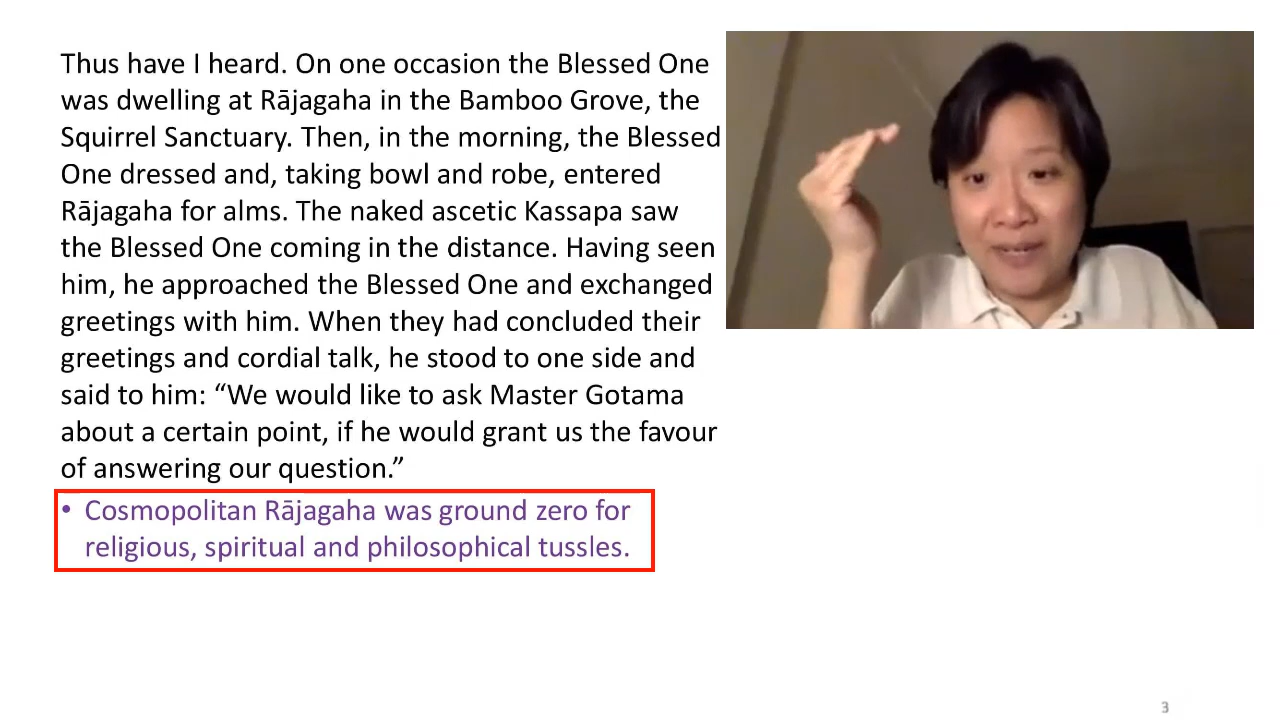 Thus have I heard. On one occasion the Blessed One
was dwelling at Rājagaha in the Bamboo Grove, the
Squirrel Sanctuary. Then, in the morning, the Blessed
One dressed and, taking bowl and robe, entered
Rājagaha for alms. The naked ascetic Kassapa saw
the Blessed One coming in the distance. Having seen
him, he approached the Blessed One and exchanged
greetings with him. When they had concluded their
greetings and cordial talk, he stood to one side and
said to him: “We would like to ask Master Gotama
about a certain point, if he would grant us the favour
of answering our question.”
• Cosmopolitan Rājagaha was ground zero for
religious, spiritual and philosophical tussles.
3